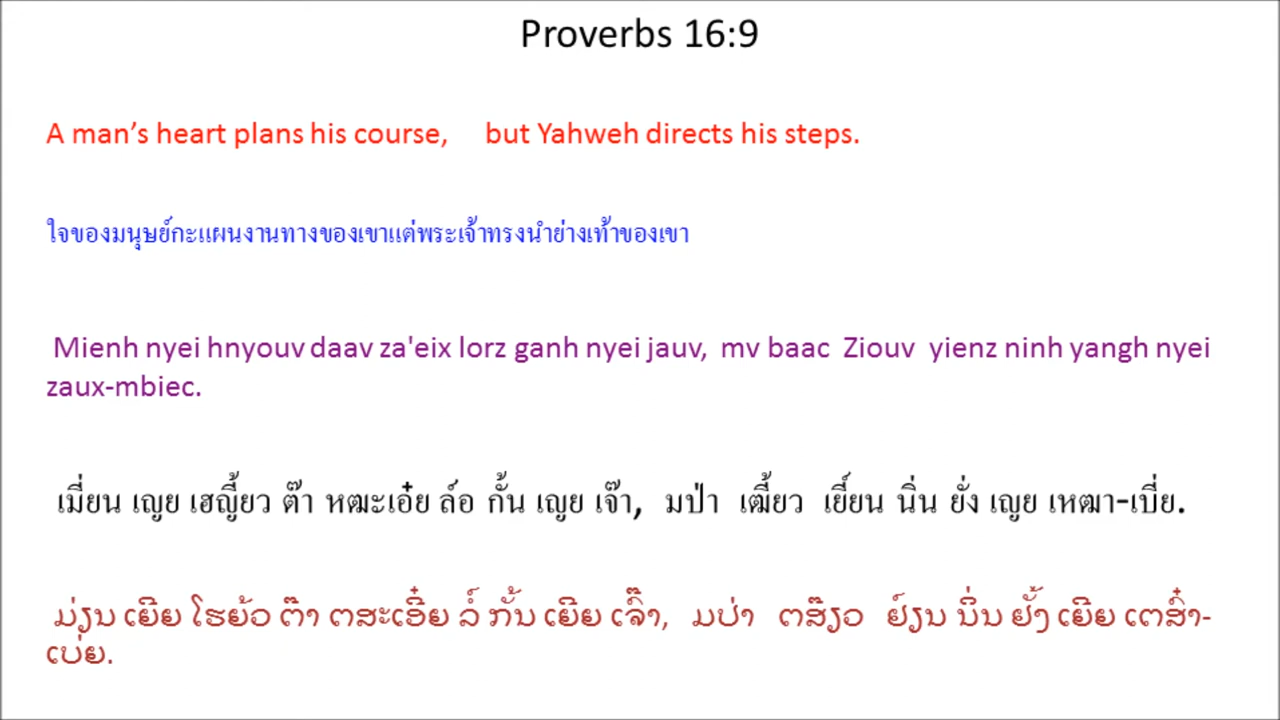 Proverbs 16:9
A man’s heart plans his course, but Yahweh directs his steps.
ใจของมนุษย์กะแผนงานทางของเขาแต่พระเจ้าทรงนำย่างเท้าของเขา
Mienh nyei hnyouv daav za'eix lorz ganh nyei jauv, mv baac Ziouv yienz ninh yangh nyei
zaux-mbiec.
เมี่ยน เญย เฮญี้ยว ต๊า หฒะเอ๋ย ล์อ กั้น เญย เจ๊า, มป่า เฒี้ยว เยี์ยน นิ่น ยั่ง เญย เหฒา-เบี่ย.
ມ່ຽນ ເຍີຍ ໂຮຍ້ວ ຕ໊າ ຕສະເອີ໋ຍ ລໍ໌ ກັ້ນ ເຍີຍ ເຈົ໊າ, ມປ່າ ຕສ໊ຽວ ຢ໌ຽນ ນິ່ນ ຢັ້ງ ເຍີຍ ເຕສົ໋າ-
ເບ່ຍ.